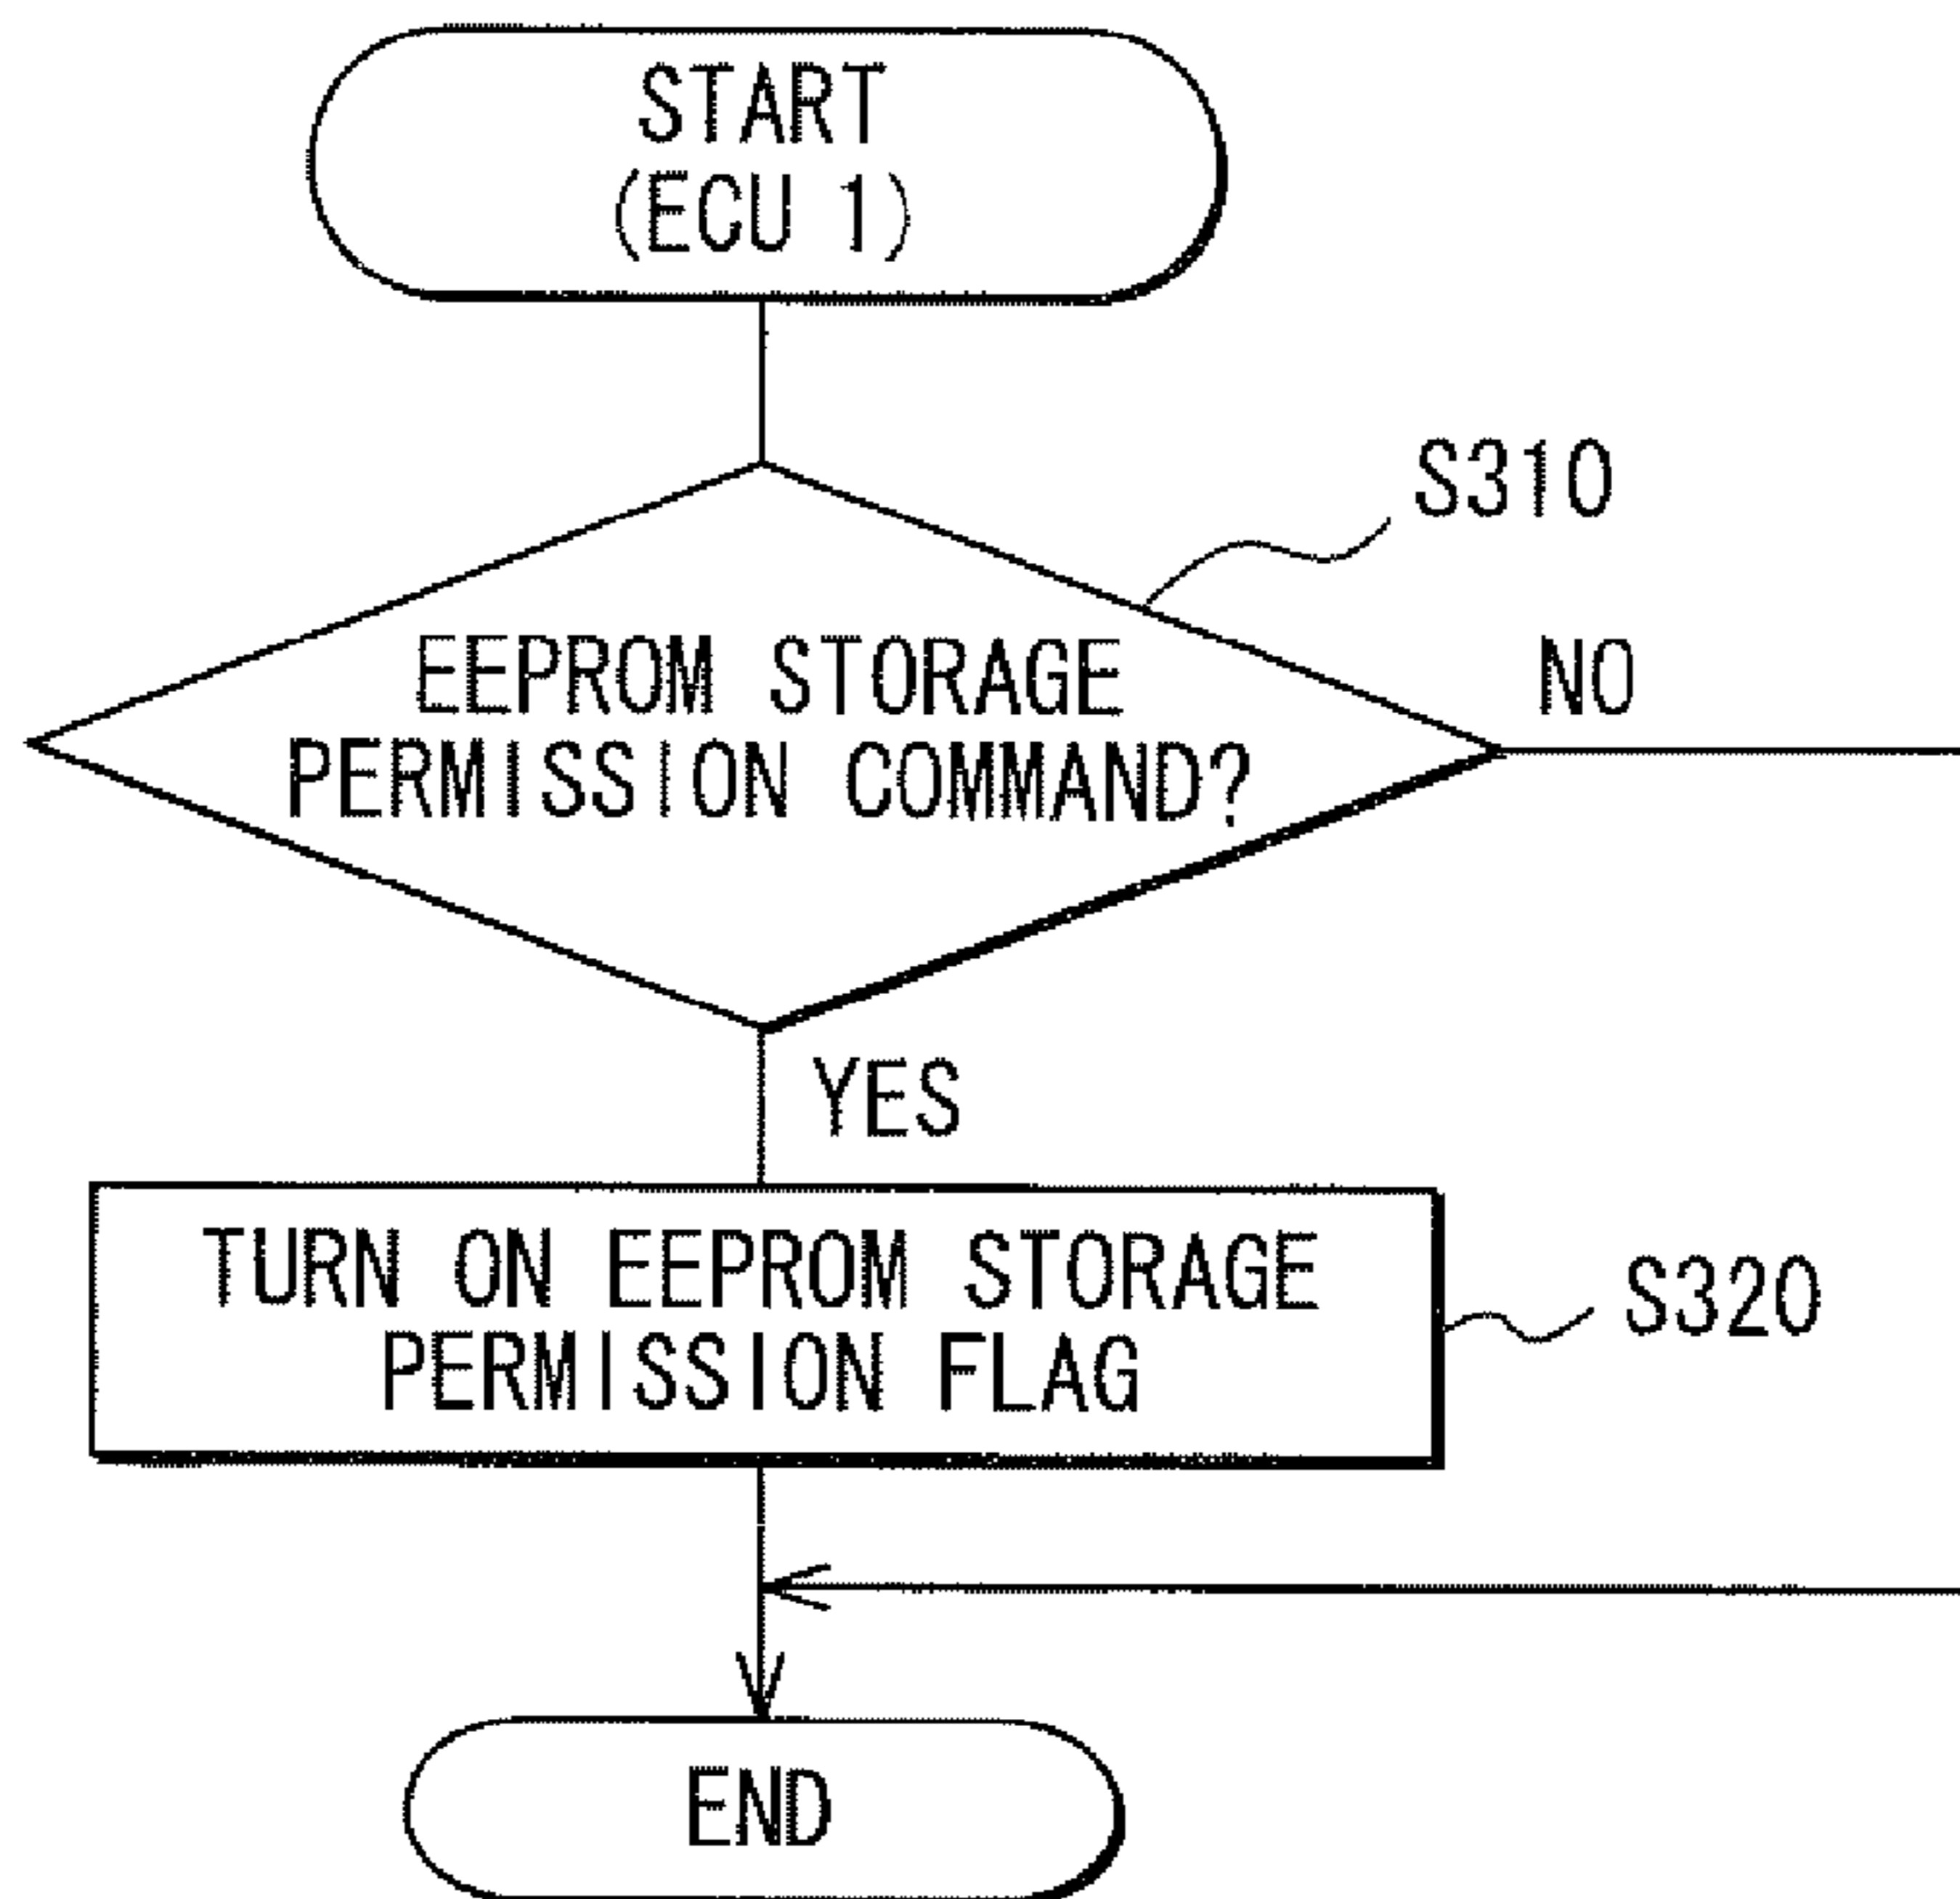 START
(ECU 1)
S310
EEPROM STORAGE
NO
PERMISSION COMMAND?
YES
TURN ON EEPROM STORAGE
S320
PERMISSION FLAG
END